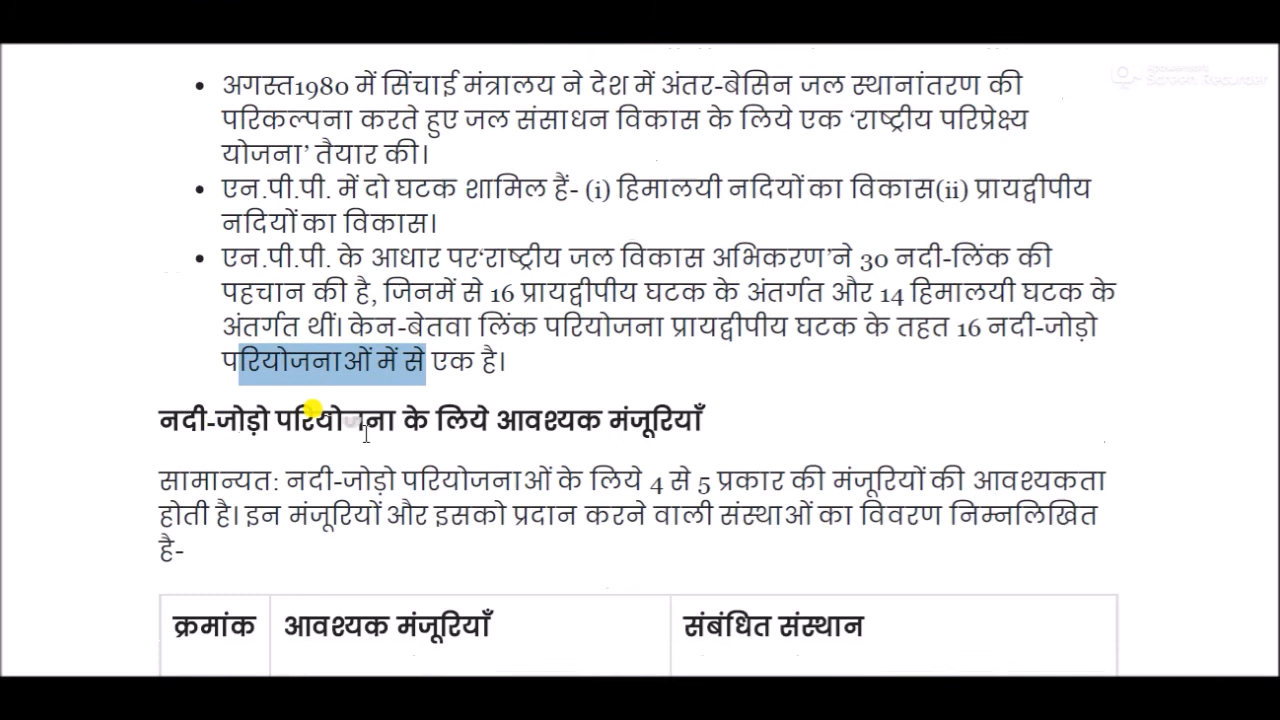 • अगस्त1980 में सिंचाई मंत्रालय ने देश में अंतर-बेसिन जल स्थानांतरण की
परिकल्पना करते हुए जल संसाधन विकास के लिये एक ‘राष्ट्रीय परिप्रेक्ष्य
योजना’ तैयार की।
• एन.पी.पी. में दो घटक शामिल हैं- (i) हिमालयी नदियों का विकास(ii) प्रायद्वीपीय
नदियों का विकास।
• एन.पी.पी. के आधार पर‘राष्ट्रीय जल विकास अभिकरण’ने 30 नदी-लिंक की
पहचान की है, जिनमें से 16 प्रायद्वीपीय घटक के अंतर्गत और 14 हिमालयी घटक के
अंतर्गत थीं। केन-बेतवा लिंक परियोजना प्रायद्वीपीय घटक के तहत 16 नदी-जोड़ो
परियोजनाओं में से एक है।
नदी-जोड़ो परियोजना के लिये आवश्यक मंजूरियाँ
सामान्यत: नदी-जोड़ो परियोजनाओं के लिये 4 से 5 प्रकार की मंजूरियों की आवश्यकता
होती है। इन मंजूरियों और इसको प्रदान करने वाली संस्थाओं का विवरण निम्नलिखित
है-
क्रमांक आवश्यक मंजूरियाँ संबंधित संस्थान
Screen Recorder